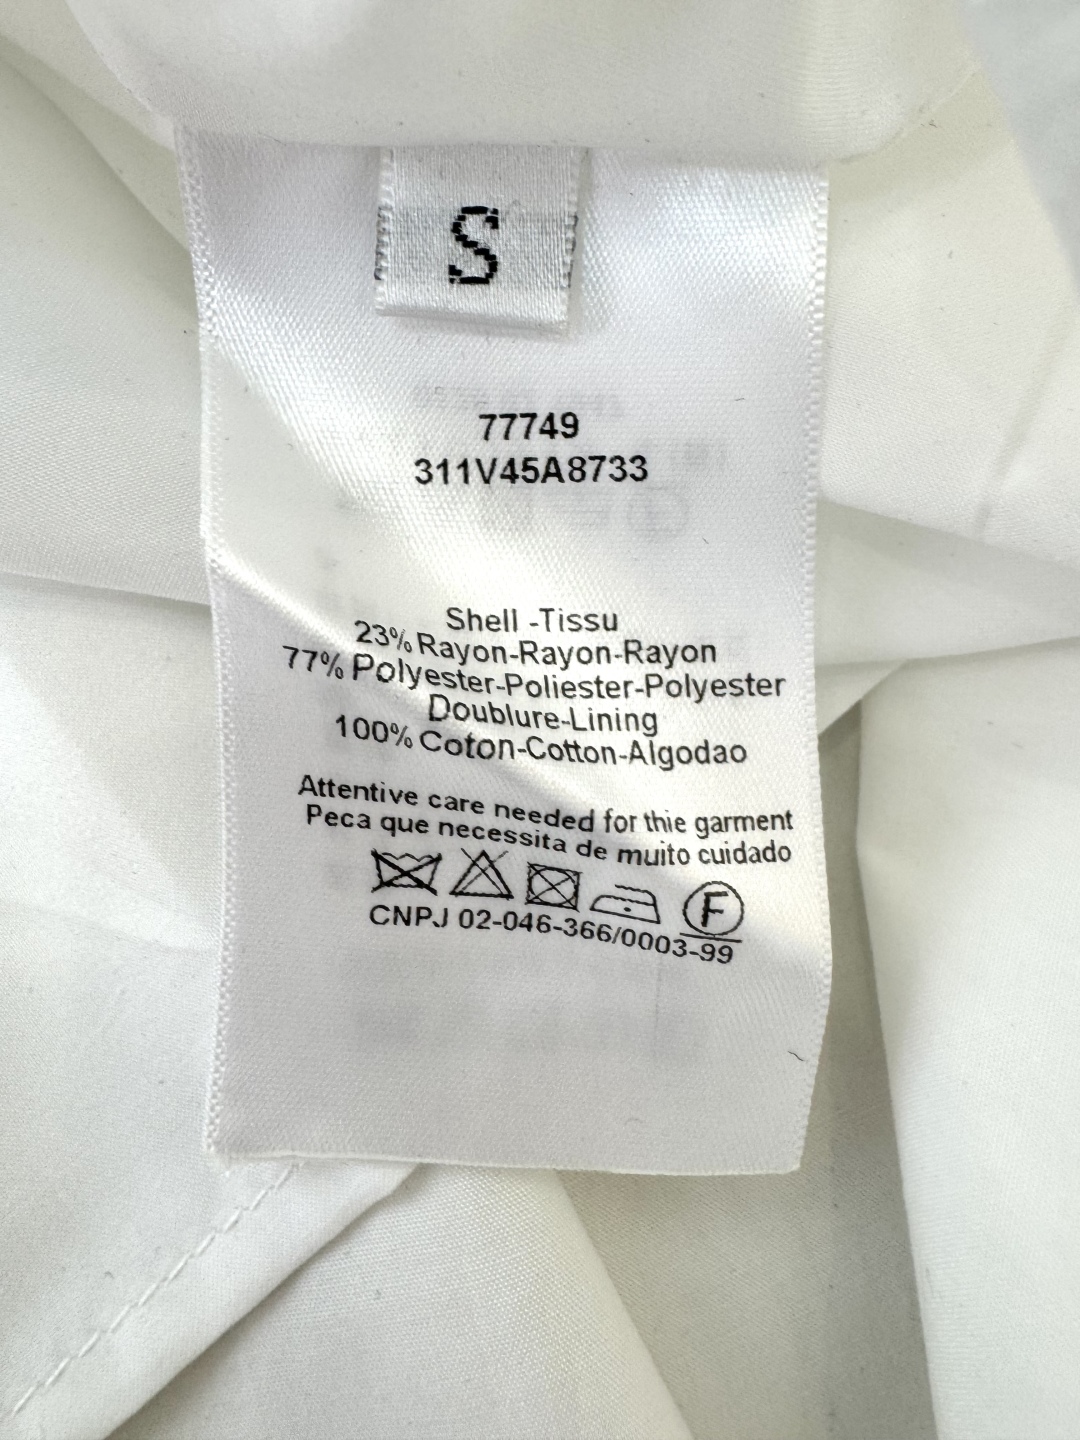 S
77749
311V45A8733
Shell -Tissu
23% Rayon-Rayon-Rayon
77% Polyester-Poliester-Polyester
Doublure-Lining
100% Coton-Cotton-Algodao
Attentive care needed for thie garment
Peca que necessita de muito cuidado
F
CNPJ 02-046-366/0003-99